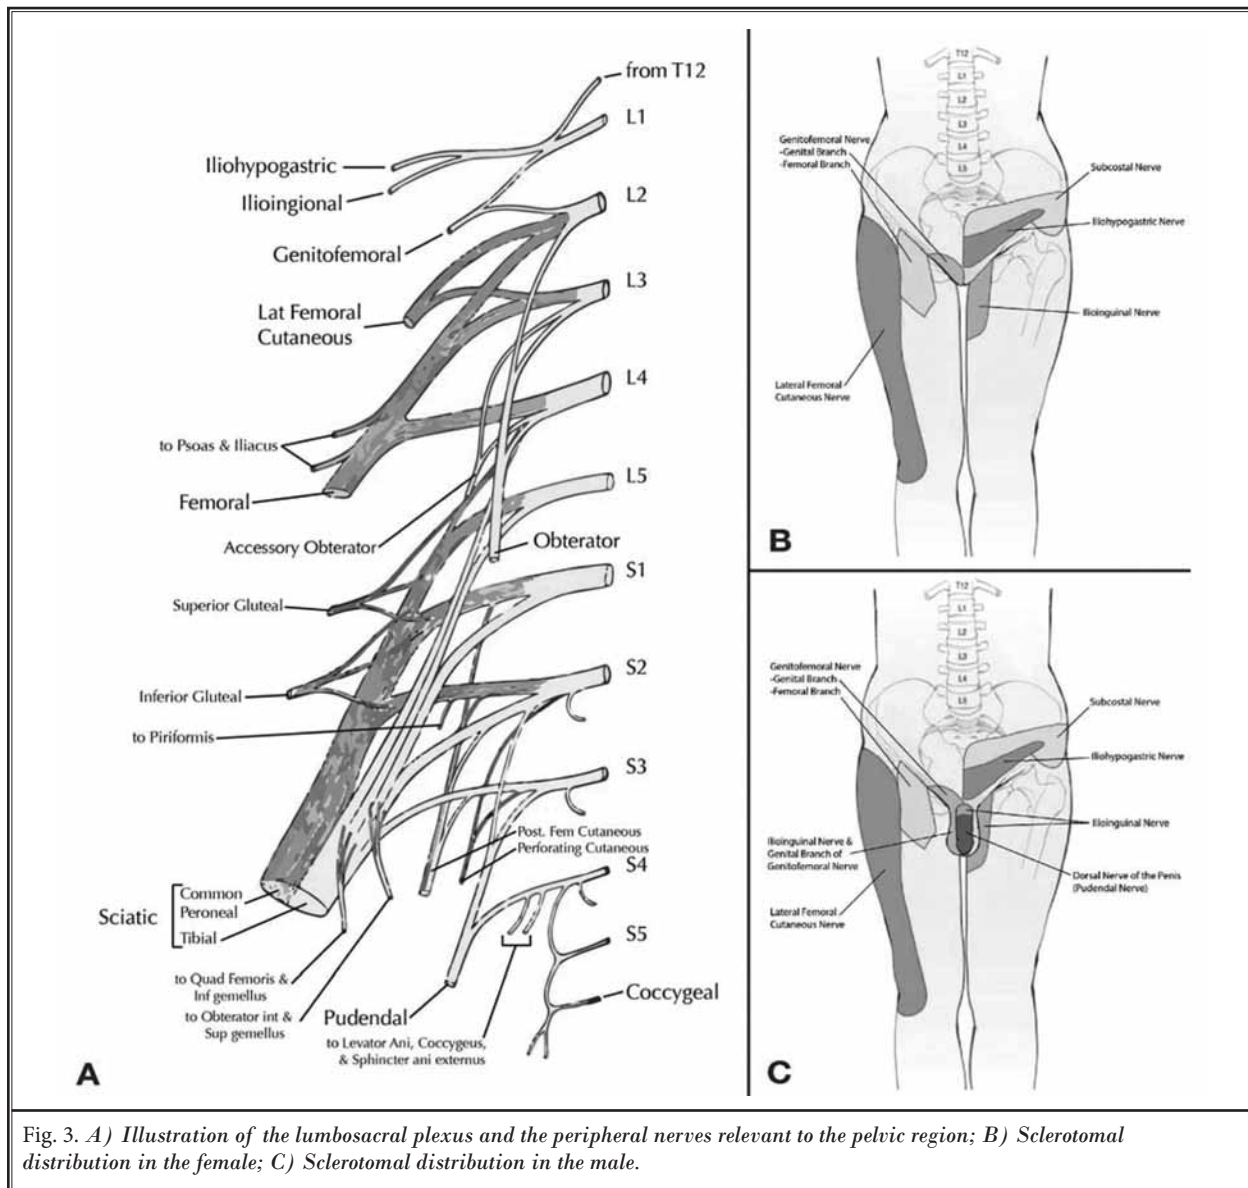 from T12
L1
Iliohypogastric
Ilioingional
L2
Genitofemoral
L3
Lat Femoral
Cutaneous
L4
to Psoas & Iliacus
Femoral
L5
Accessory Obterator
Obterator
S1
Superior Gluteal
S2
Inferior Gluteal
to Piriformis
S3
Post. Fem Cutaneous
Perforating Cutaneous
S4
Sciatic
Common
Peroneal
Tibial
S5
to Quad Femoris &
Inf gemellus
to Obterator int &
Sup gemellus
Pudendal
Coccygeal
to Levator Ani, Coccygeus,
& Sphincter ani externus
A
T12
L1
L2
L3
L4
L5
Genitofemoral Nerve
-Genital Branch
-Femoral Branch
Subcostal Nerve
Iliohypogastric Nerve
Ilioinguinal Nerve
Lateral Femoral
Cutaneous Nerve
B
T12
L1
L2
L3
L4
L5
Genitofemoral Nerve
-Genital Branch
-Femoral Branch
Subcostal Nerve
Iliohypogastric Nerve
Ilioinguinal Nerve
Ilioinguinal Nerve &
Genital Branch of
Genitofemoral Nerve
Dorsal Nerve of the Penis
(Pudendal Nerve)
Lateral Femoral
Cutaneous Nerve
C
Fig. 3. A) Illustration of the lumbosacral plexus and the peripheral nerves relevant to the pelvic region; B) Sclerotomal
distribution in the female; C) Sclerotomal distribution in the male.